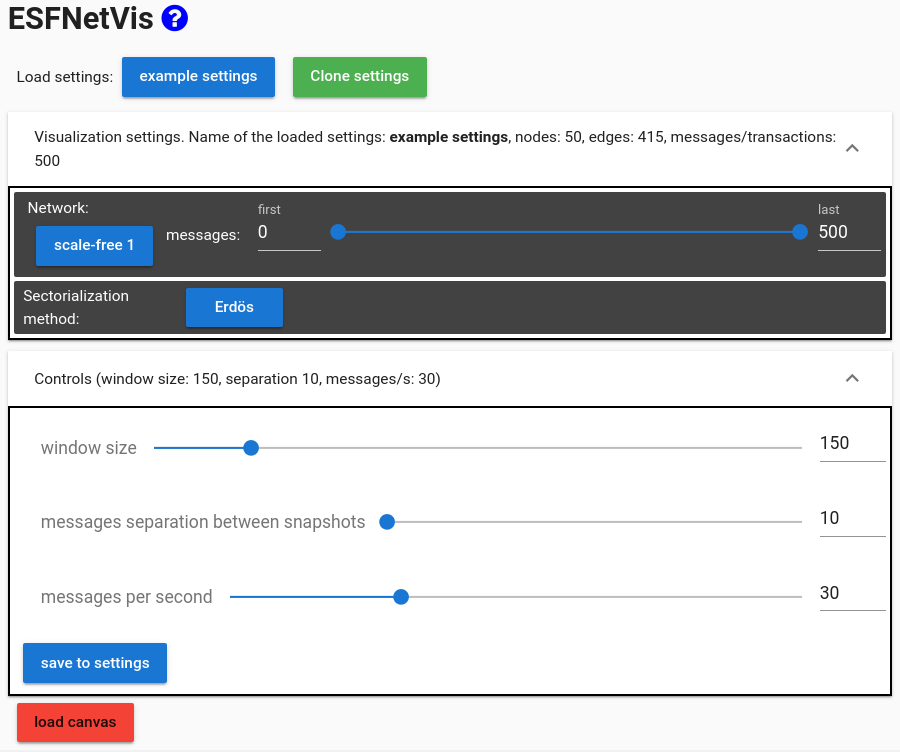 ESFNetVis ?
Load settings: example settings Clone settings
Visualization settings. Name of the loaded settings: example settings, nodes: 50, edges: 415, messages/transactions:
500
Network:
scale-free 1
messages:
first
0
last
500
Sectorialization
method:
Erdös
Controls (window size: 150, separation 10, messages/s: 30)
window size 150
messages separation between snapshots 10
messages per second 30
save to settings
load canvas